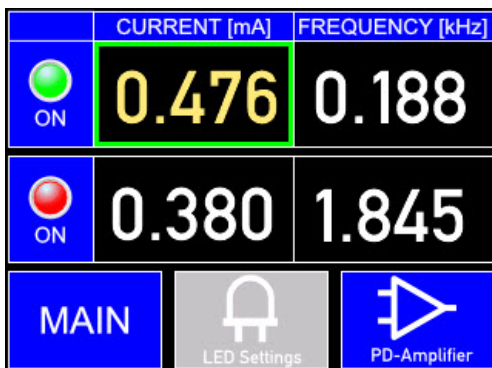 CURRENT [mA] FREQUENCY [kHz]
ON 0.476 0.188
ON 0.380 1.845
MAIN LED Settings PD-Amplifier